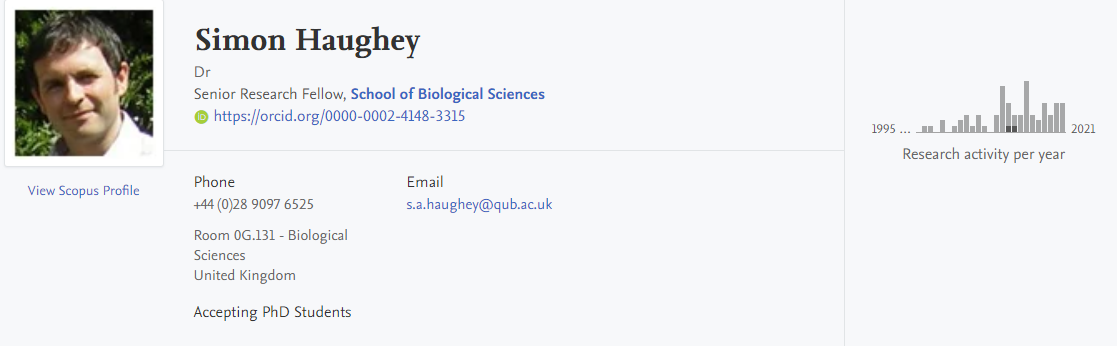 Simon Haughey
Dr
Senior Research Fellow, School of Biological Sciences
iD https://orcid.org/0000-0002-4148-3315
View Scopus Profile
Phone
+44 (0)28 9097 6525
Room 0G.131 - Biological
Sciences
United Kingdom
Email
s.a.haughey@qub.ac.uk
Accepting PhD Students
1995 ... 2021
Research activity per year